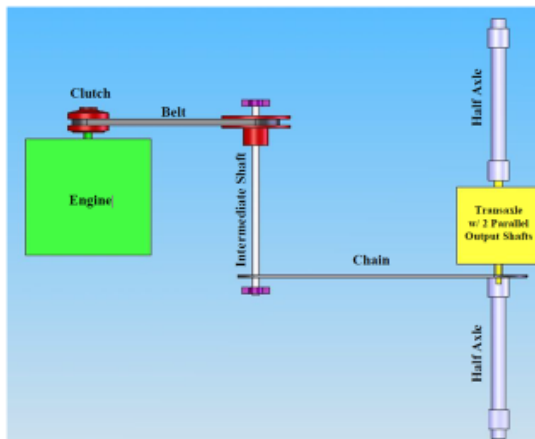 Clutch
Belt
Engine
Intermediate Shaft
Chain
Half Axle
Transaxle
w/ 2 Parallel
Output Shafts
Half Axle